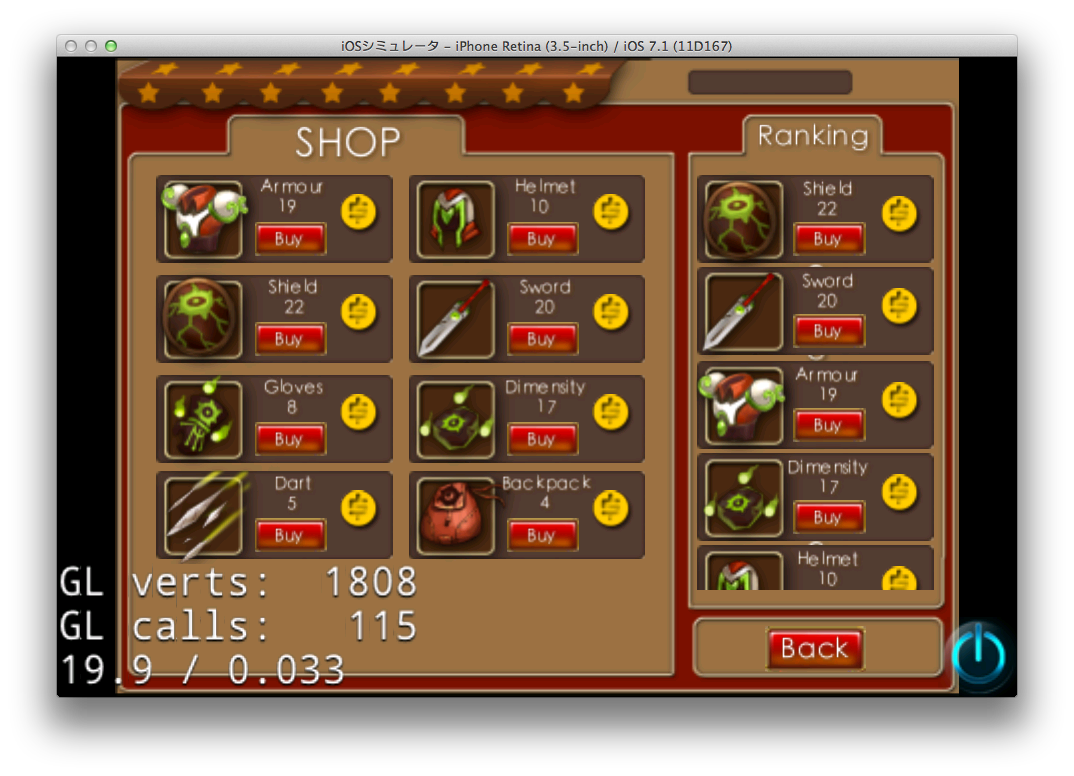 iOSシミュレータ – iPhone Retina (3.5-inch) / iOS 7.1 (11D167)
SHOP
Armour
19
Buy
Helmet
10
Buy
Shield
22
Buy
Sword
20
Buy
Gloves
8
Buy
Dimensity
17
Buy
Dart
5
Buy
Backpack
4
Buy
Ranking
Shield
22
Buy
Sword
20
Buy
Armour
19
Buy
Dimensity
17
Buy
Helmet
10
Back
GL verts: 1808
GL calls: 115
19.9 / 0.033